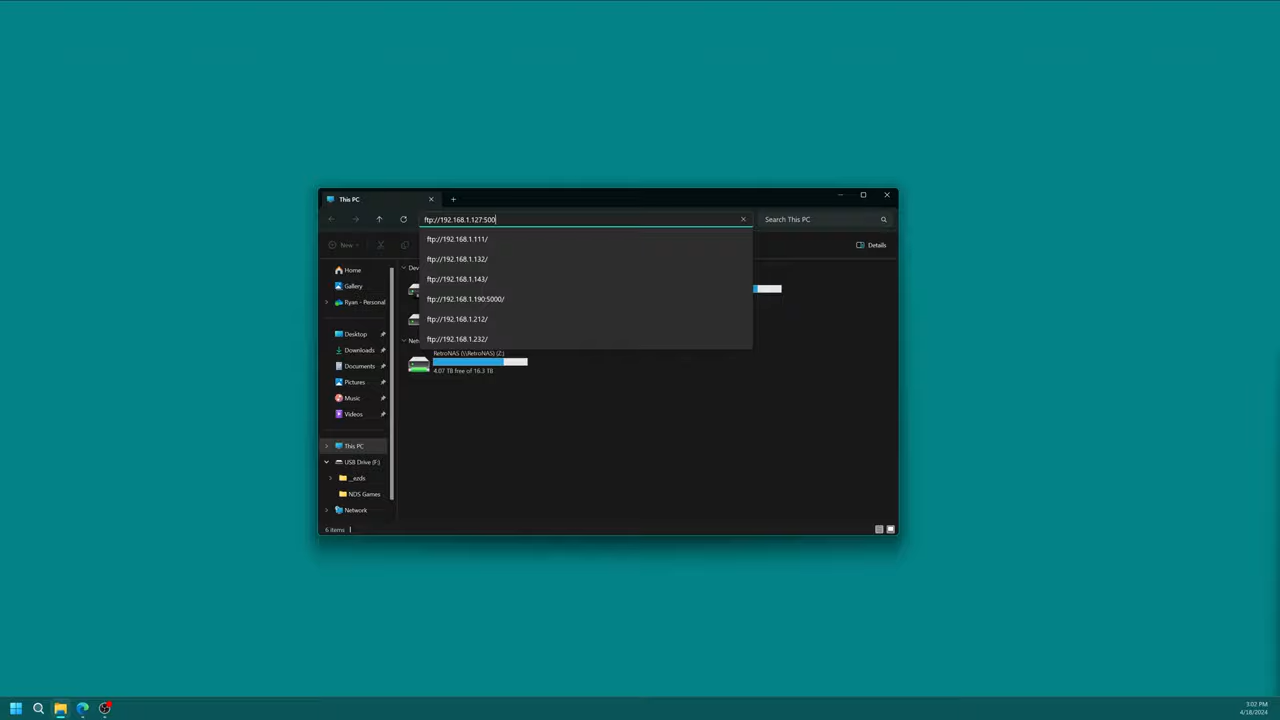 This PC
ftp://192.168.1.127:500
Search This PC
New
Details
ftp://192.168.1.111/
ftp://192.168.1.132/
ftp://192.168.1.143/
ftp://192.168.1.190:5000/
ftp://192.168.1.212/
ftp://192.168.1.232/
Home
Gallery
Ryan - Personal
Desktop
Downloads
Documents
Pictures
Music
Videos
This PC
USB Drive (F:)
_ezds
NDS Games
Network
Dev
Net
RetroNAS (\\RetroNAS) (Z:)
4.07 TB free of 16.3 TB
6 items
3:02 PM
4/18/2024